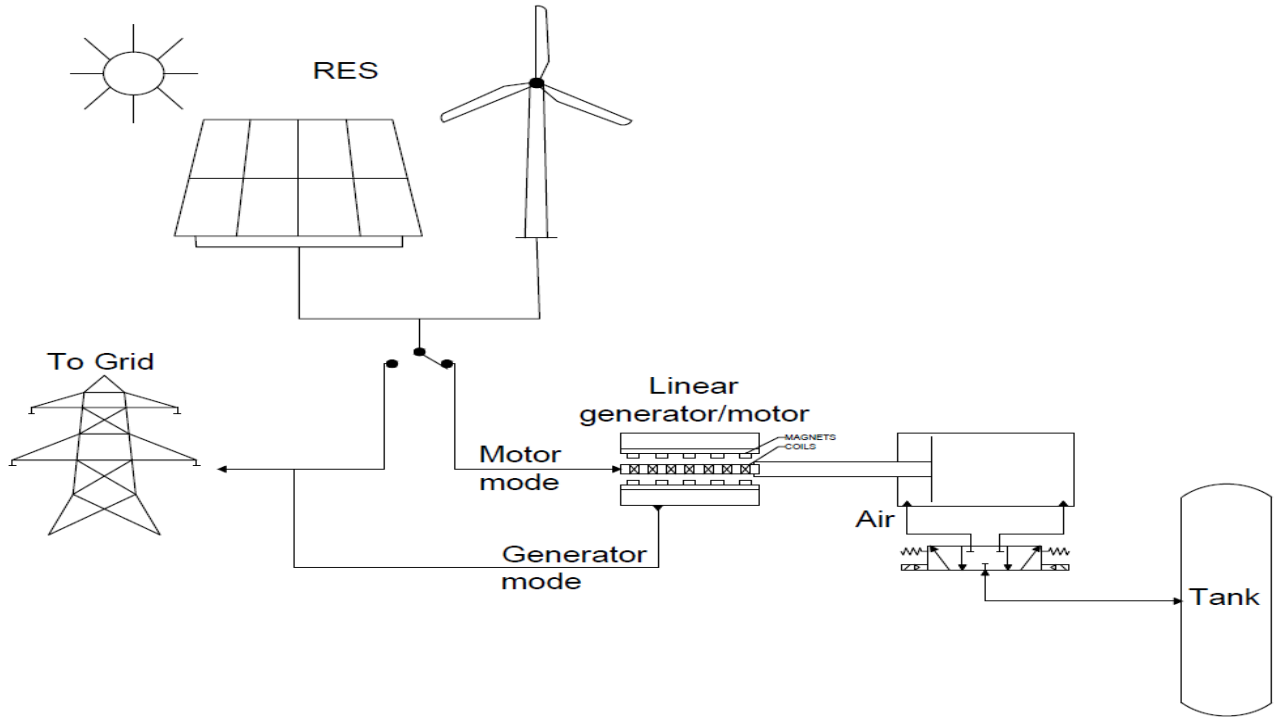 RES
To Grid
Linear
generator/motor
MAGNETS
COILS
Motor
mode
Air
Generator
mode
Tank